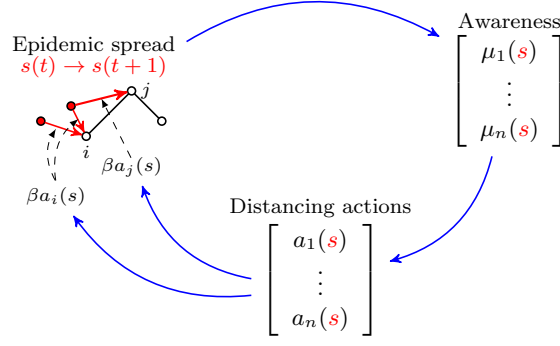 Epidemic spread
s(t) → s(t + 1)
j
i
βa_j(s)
βa_i(s)
Awareness
μ_1(s)
⋮
μ_n(s)
Distancing actions
a_1(s)
⋮
a_n(s)